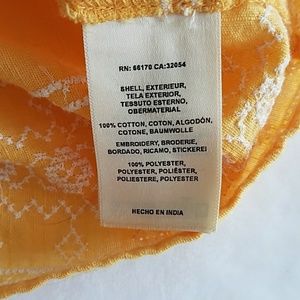 RN: 66170 CA:32054
SHELL, EXTERIEUR,
TELA EXTERIOR,
TESSUTO ESTERNO,
OBERMATERIAL
100% COTTON, COTON, ALGODÓN,
COTONE, BAUMWOLLE
EMBROIDERY, BRODERIE,
BORDADO, RICAMO, STICKEREI
100% POLYESTER,
POLYESTER, POLIÉSTER,
POLIESTERE, POLYESTER
HECHO EN INDIA